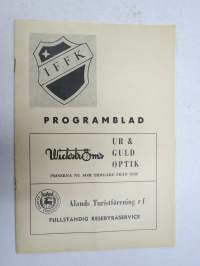 IFFK
PROGRAMBLAD
Wickströms
UR &
GULD
OPTIK
Ålands Turistförening r f
FULLSTÄNDIG RESEBYRÅSERVICE